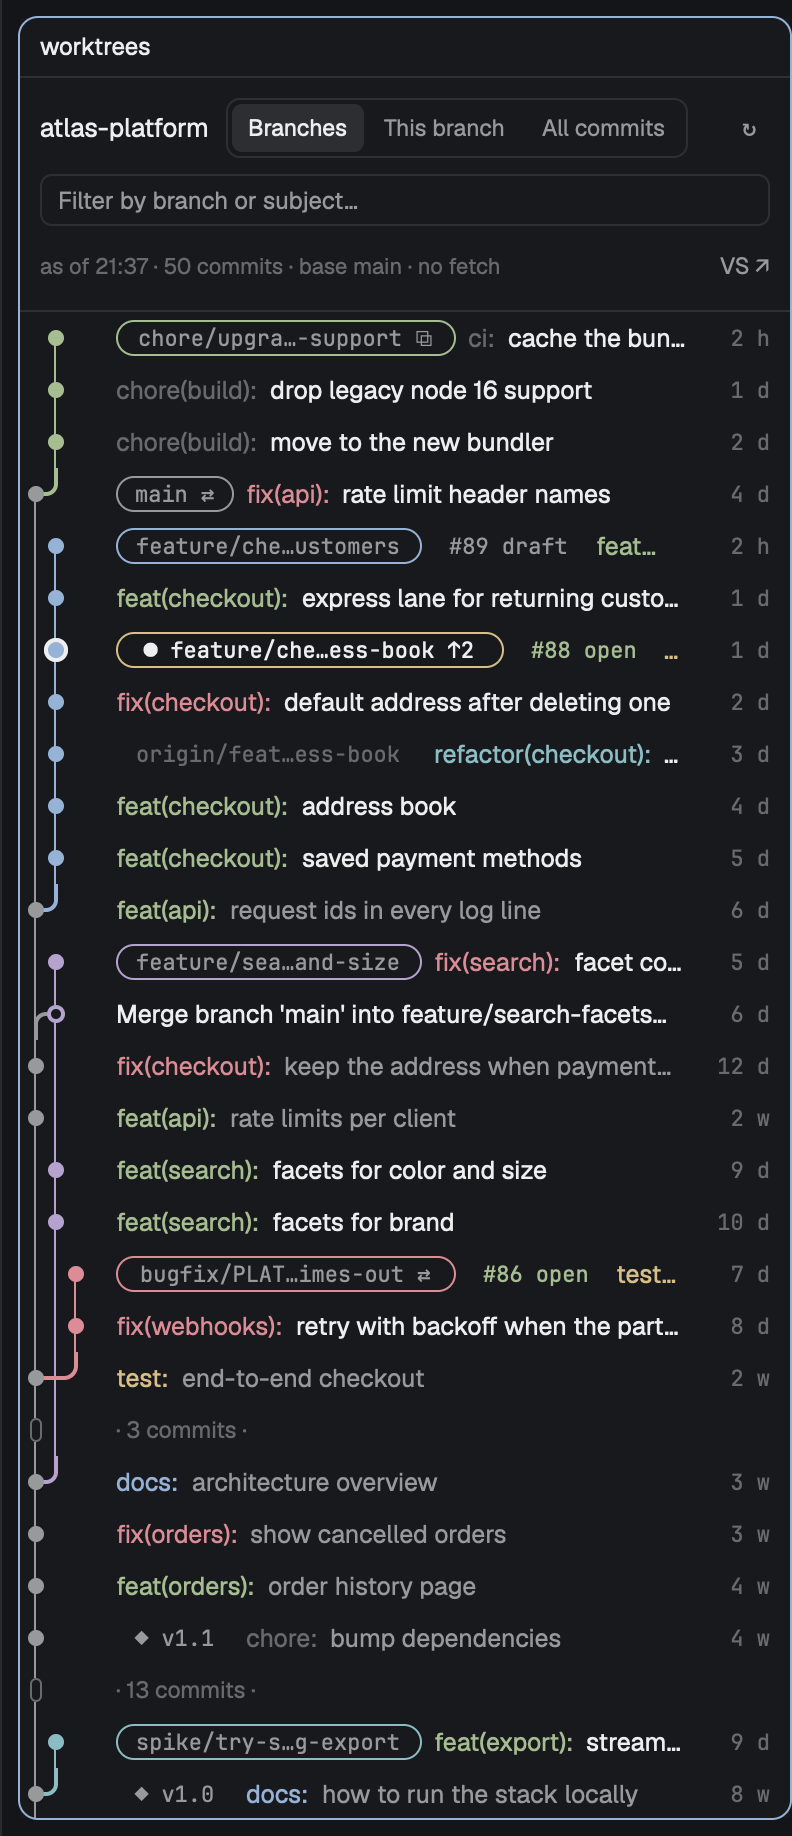 worktrees
atlas-platform Branches This branch All commits ↻
Filter by branch or subject…
as of 21:37 · 50 commits · base main · no fetch VS ↗
chore/upgra…-support ci: cache the bun… 2 h
chore(build): drop legacy node 16 support 1 d
chore(build): move to the new bundler 2 d
main ⇄ fix(api): rate limit header names 4 d
feature/che…ustomers #89 draft feat… 2 h
feat(checkout): express lane for returning custo… 1 d
● feature/che…ess-book ↑2 #88 open … 1 d
fix(checkout): default address after deleting one 2 d
origin/feat…ess-book refactor(checkout): … 3 d
feat(checkout): address book 4 d
feat(checkout): saved payment methods 5 d
feat(api): request ids in every log line 6 d
feature/sea…and-size fix(search): facet co… 5 d
Merge branch 'main' into feature/search-facets… 6 d
fix(checkout): keep the address when payment… 12 d
feat(api): rate limits per client 2 w
feat(search): facets for color and size 9 d
feat(search): facets for brand 10 d
bugfix/PLAT…imes-out ⇄ #86 open test… 7 d
fix(webhooks): retry with backoff when the part… 8 d
test: end-to-end checkout 2 w
· 3 commits ·
docs: architecture overview 3 w
fix(orders): show cancelled orders 3 w
feat(orders): order history page 4 w
◆ v1.1 chore: bump dependencies 4 w
· 13 commits ·
spike/try-s…g-export feat(export): stream… 9 d
◆ v1.0 docs: how to run the stack locally 8 w